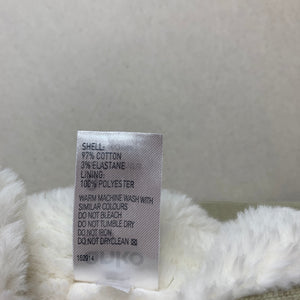 SHELL:
97% COTTON
3% ELASTANE
LINING:
100% POLYESTER
WARM MACHINE WASH WITH
SIMILAR COLOURS
DO NOT BLEACH
DO NOT TUMBLE DRY
DO NOT IRON
DO NOT DRYCLEAN